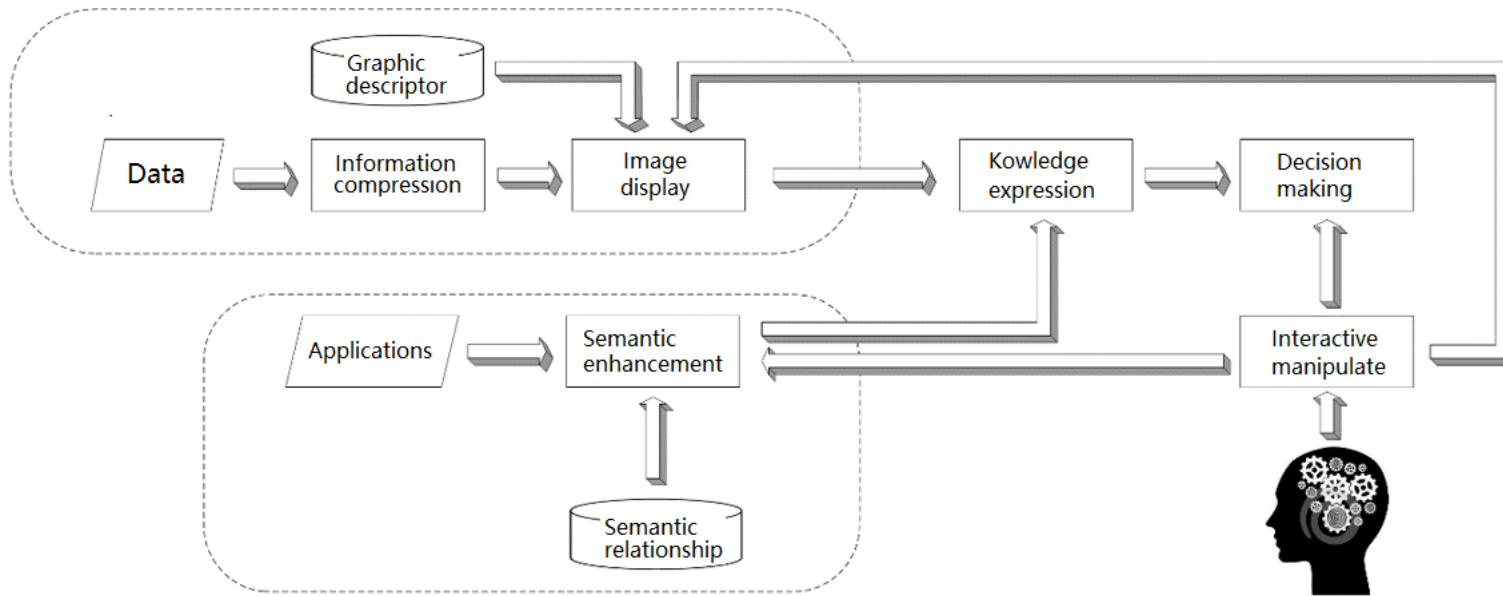 Graphic
descriptor
Data
Information
compression
Image
display
Kowledge
expression
Decision
making
Applications
Semantic
enhancement
Interactive
manipulate
Semantic
relationship